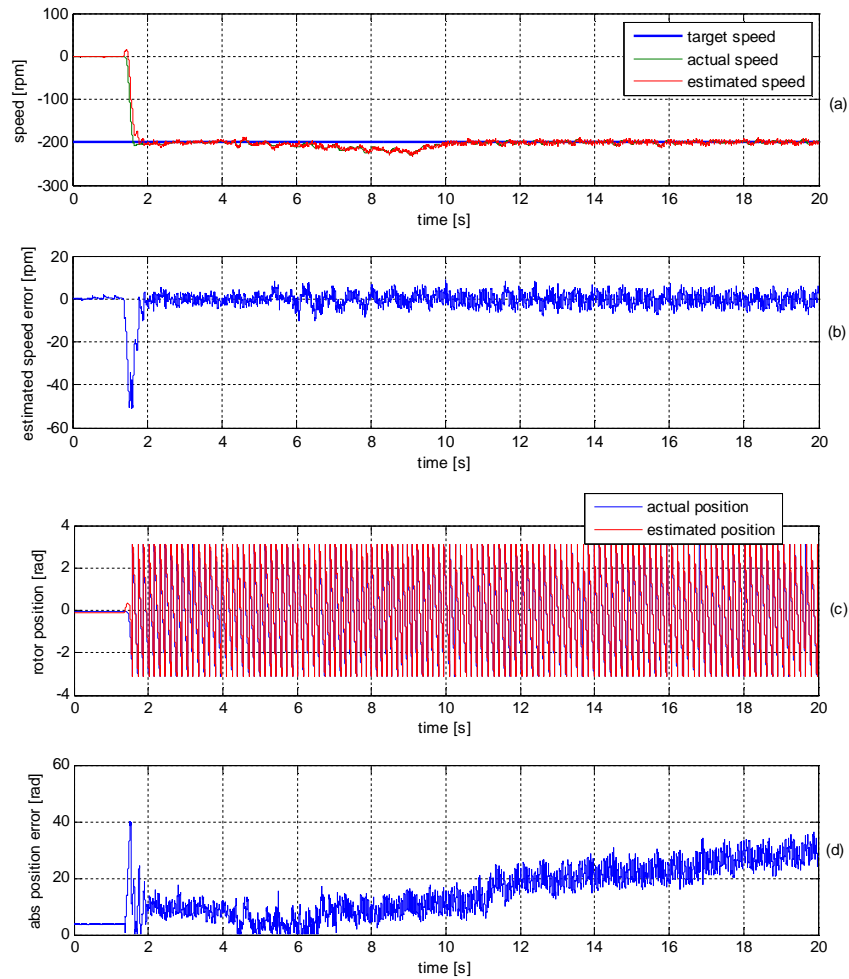 100
0
-100
-200
-300
speed [rpm]
target speed
actual speed
estimated speed
(a)
0 2 4 6 8 10 12 14 16 18 20
time [s]
20
0
-20
-40
-60
estimated speed error [rpm]
(b)
0 2 4 6 8 10 12 14 16 18 20
time [s]
actual position
estimated position
4
2
0
-2
-4
rotor position [rad]
(c)
0 2 4 6 8 10 12 14 16 18 20
time [s]
60
40
20
0
abs position error [rad]
(d)
0 2 4 6 8 10 12 14 16 18 20
time [s]